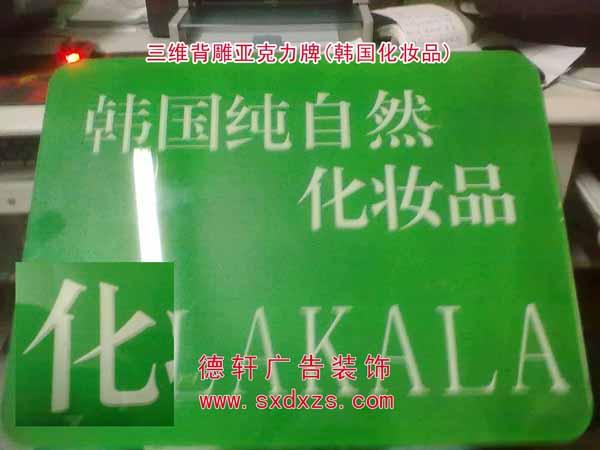 三维背雕亚克力牌(韩国化妆品)
韩国纯自然
化妆品
化
LAKALA
德轩广告装饰
www.sxdxzs.com